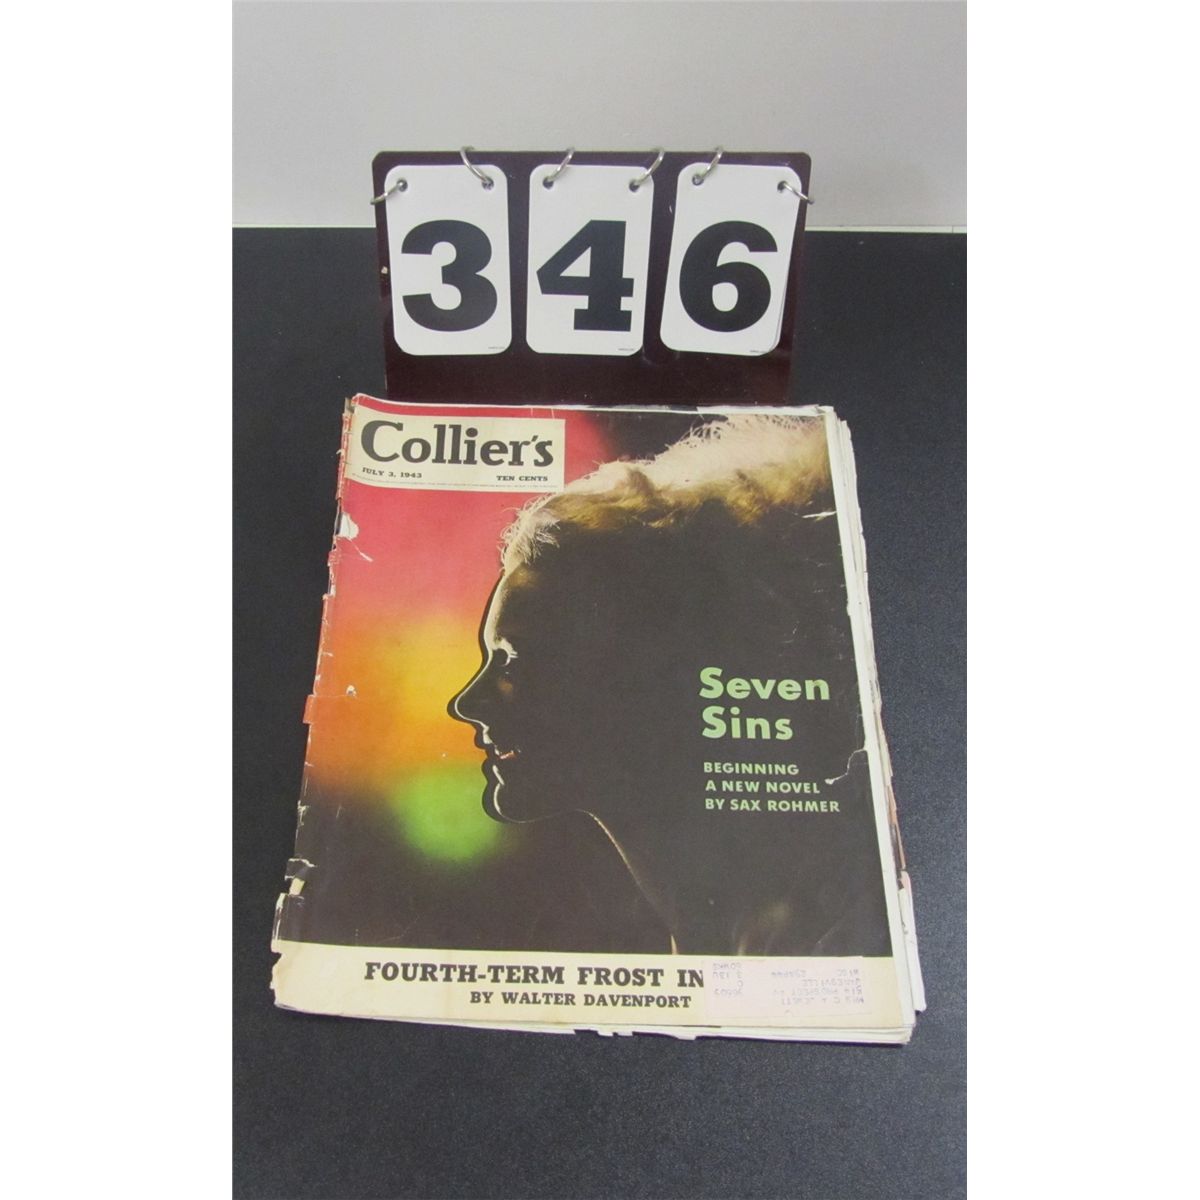 346
Collier's
JULY 3, 1943
TEN CENTS
Seven
Sins
BEGINNING
A NEW NOVEL
BY SAX ROHMER
FOURTH-TERM FROST IN
BY WALTER DAVENPORT